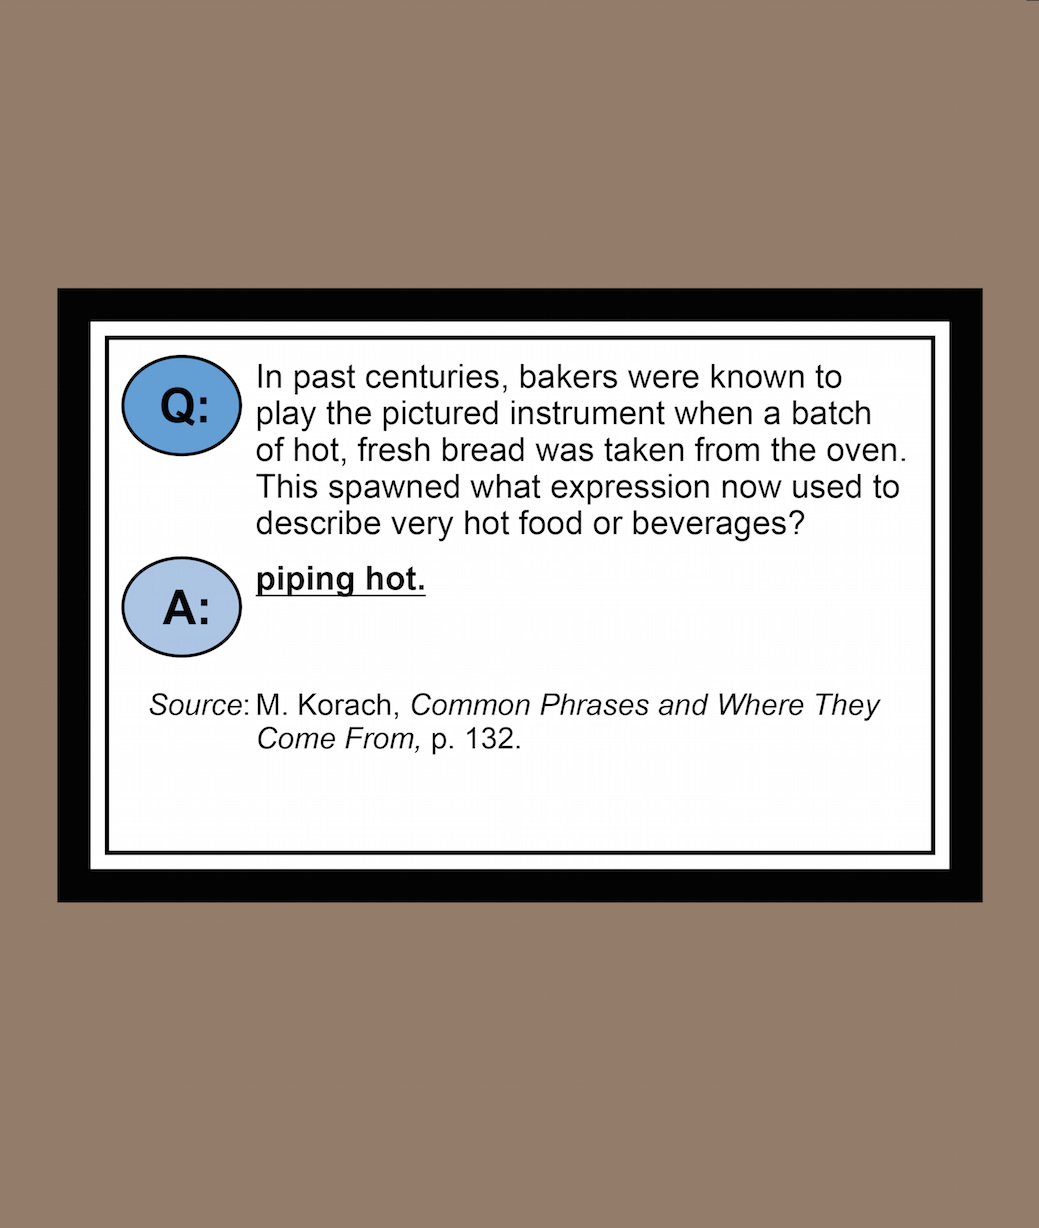 Q:
In past centuries, bakers were known to
play the pictured instrument when a batch
of hot, fresh bread was taken from the oven.
This spawned what expression now used to
describe very hot food or beverages?
A:
piping hot.
Source: M. Korach, Common Phrases and Where They
Come From, p. 132.